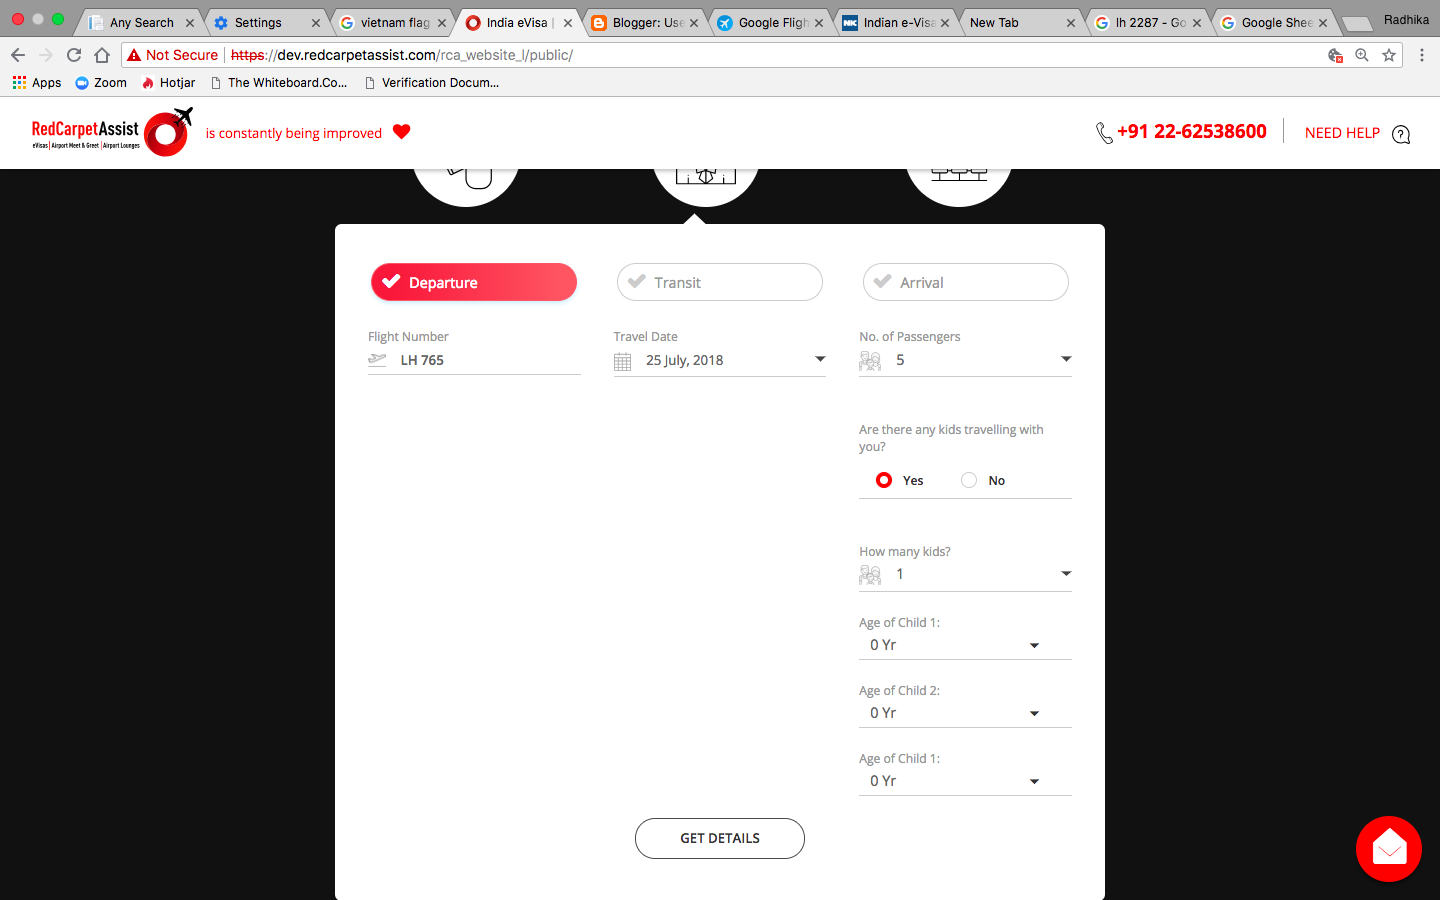 Any Search
Settings
vietnam flag
India eVisa |
Blogger: Use
Google Fligh
Indian e-Visa
New Tab
lh 2287 - Go
Google Shee
Radhika
Not Secure
https://dev.redcarpetassist.com/rca_website_l/public/
Apps
Zoom
Hotjar
The Whiteboard.Co...
Verification Docum...
RedCarpetAssist
eVisas | Airport Meet & Greet | Airport Lounges
is constantly being improved
+91 22-62538600
NEED HELP
?
Departure
Transit
Arrival
Flight Number
Travel Date
No. of Passengers
LH 765
25 July, 2018
5
Are there any kids travelling with
you?
Yes
No
How many kids?
1
Age of Child 1:
0 Yr
Age of Child 2:
0 Yr
Age of Child 1:
0 Yr
GET DETAILS